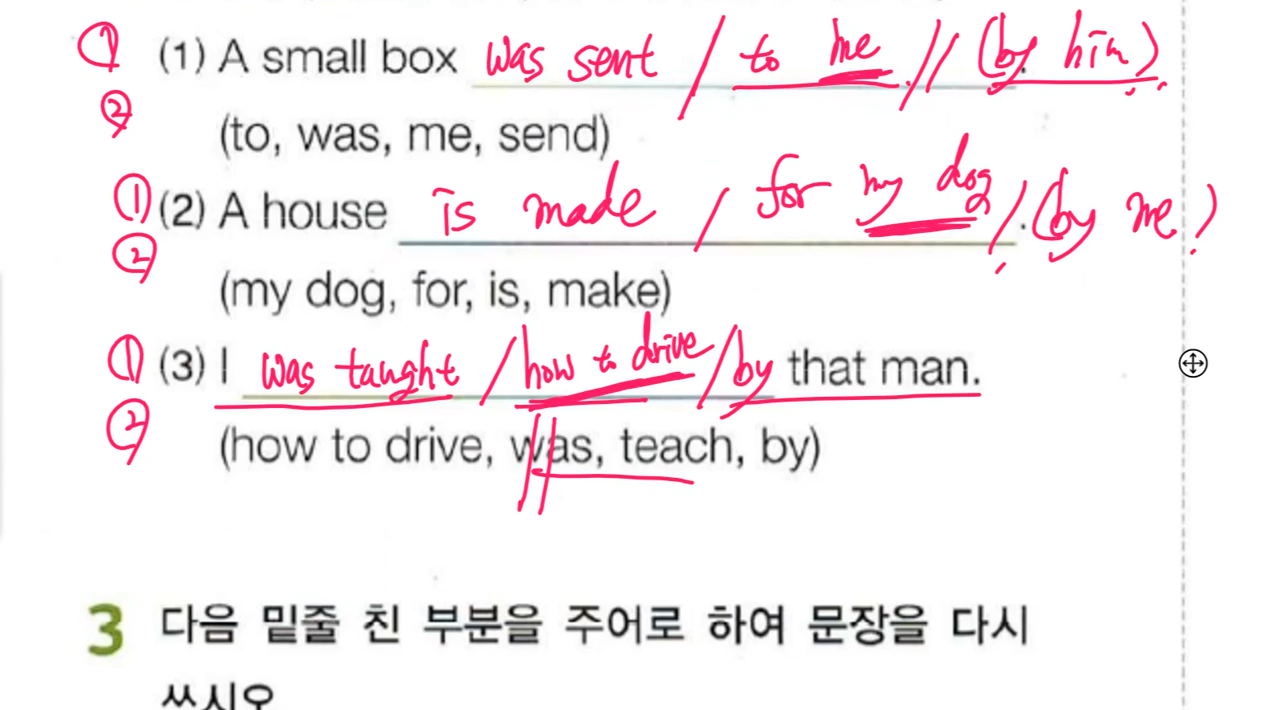 ① (1) A small box was sent / to me // (by him)
② (to, was, me, send)
① (2) A house is made / for my dog / . (by me)
② (my dog, for, is, make)
① (3) I was taught / how to drive / by that man.
② (how to drive, was, teach, by)
3 다음 밑줄 친 부분을 주어로 하여 문장을 다시
쓰시오